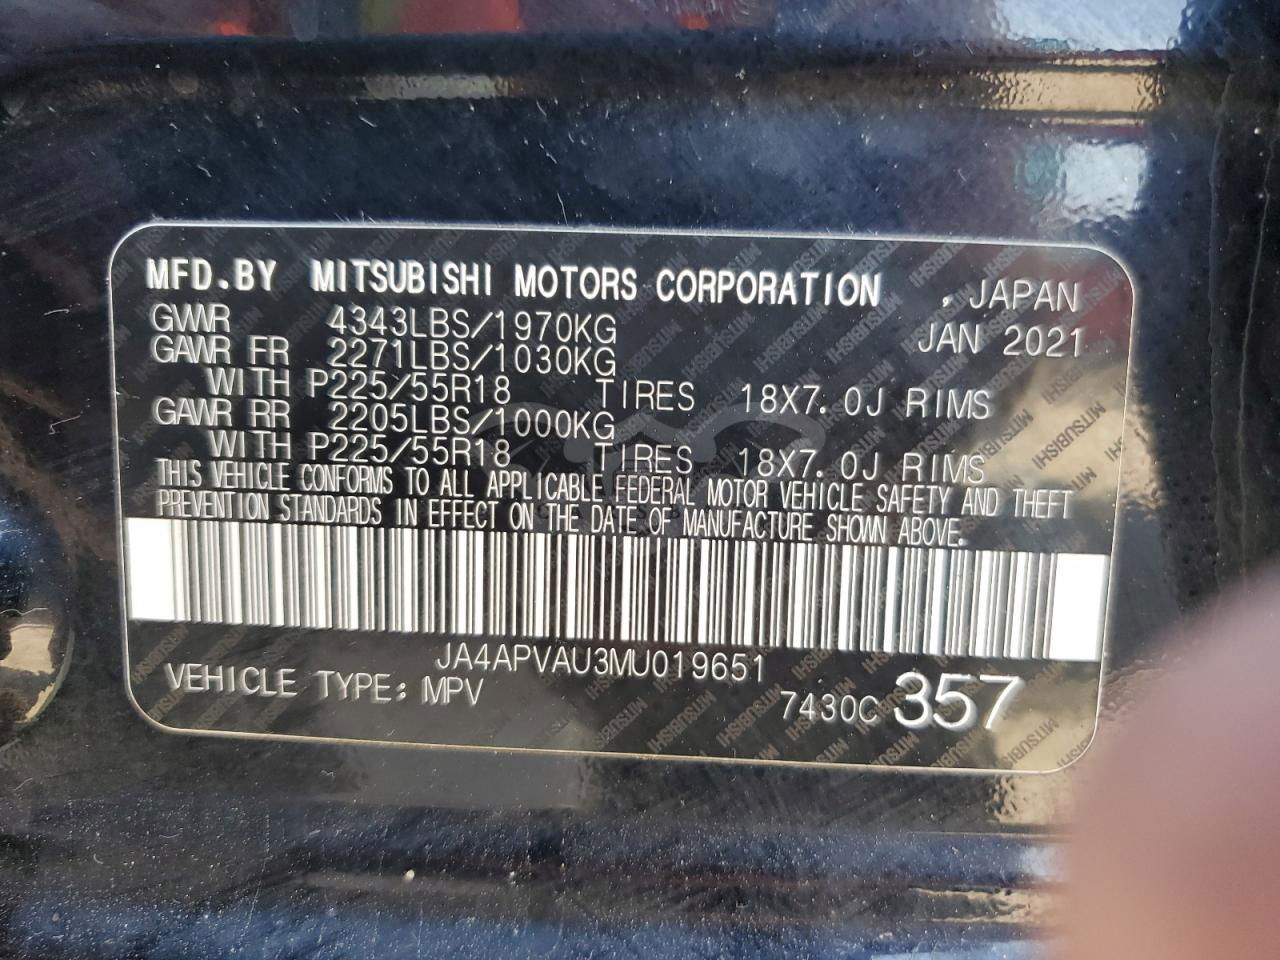 MFD.BY MITSUBISHI MOTORS CORPORATION , JAPAN
GVWR 4343LBS/1970KG JAN 2021
GAWR FR 2271LBS/1030KG
WITH P225/55R18 TIRES 18X7.0J RIMS
GAWR RR 2205LBS/1000KG
WITH P225/55R18 TIRES 18X7.0J RIMS
THIS VEHICLE CONFORMS TO ALL APPLICABLE FEDERAL MOTOR VEHICLE SAFETY AND THEFT
PREVENTION STANDARDS IN EFFECT ON THE DATE OF MANUFACTURE SHOWN ABOVE.
JA4APVAU3MU019651
VEHICLE TYPE: MPV 7430C 357